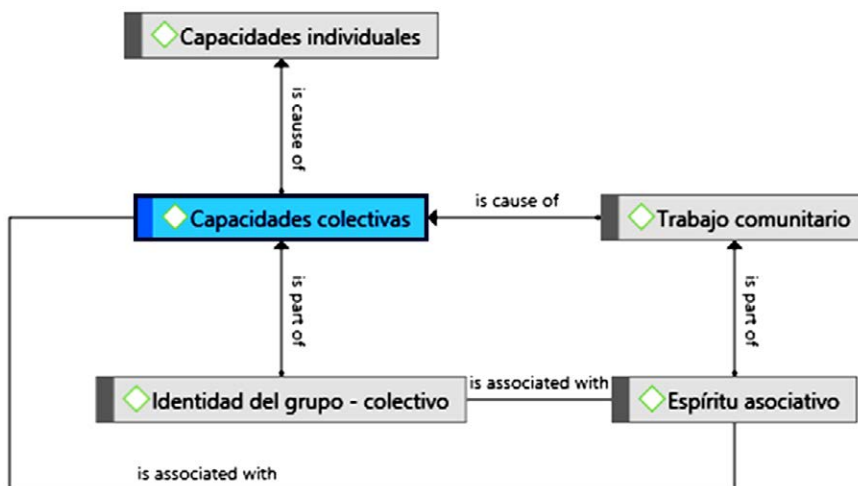 Capacidades individuales
is cause of
Capacidades colectivas
is cause of
Trabajo comunitario
is part of
is part of
Identidad del grupo - colectivo
is associated with
Espíritu asociativo
is associated with